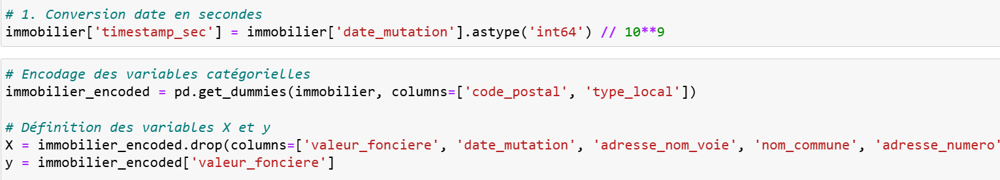 # 1. Conversion date en secondes
immobilier['timestamp_sec'] = immobilier['date_mutation'].astype('int64') // 10**9
# Encodage des variables catégorielles
immobilier_encoded = pd.get_dummies(immobilier, columns=['code_postal', 'type_local'])
# Définition des variables X et y
X = immobilier_encoded.drop(columns=['valeur_fonciere', 'date_mutation', 'adresse_nom_voie', 'nom_commune', 'adresse_numero'
y = immobilier_encoded['valeur_fonciere']